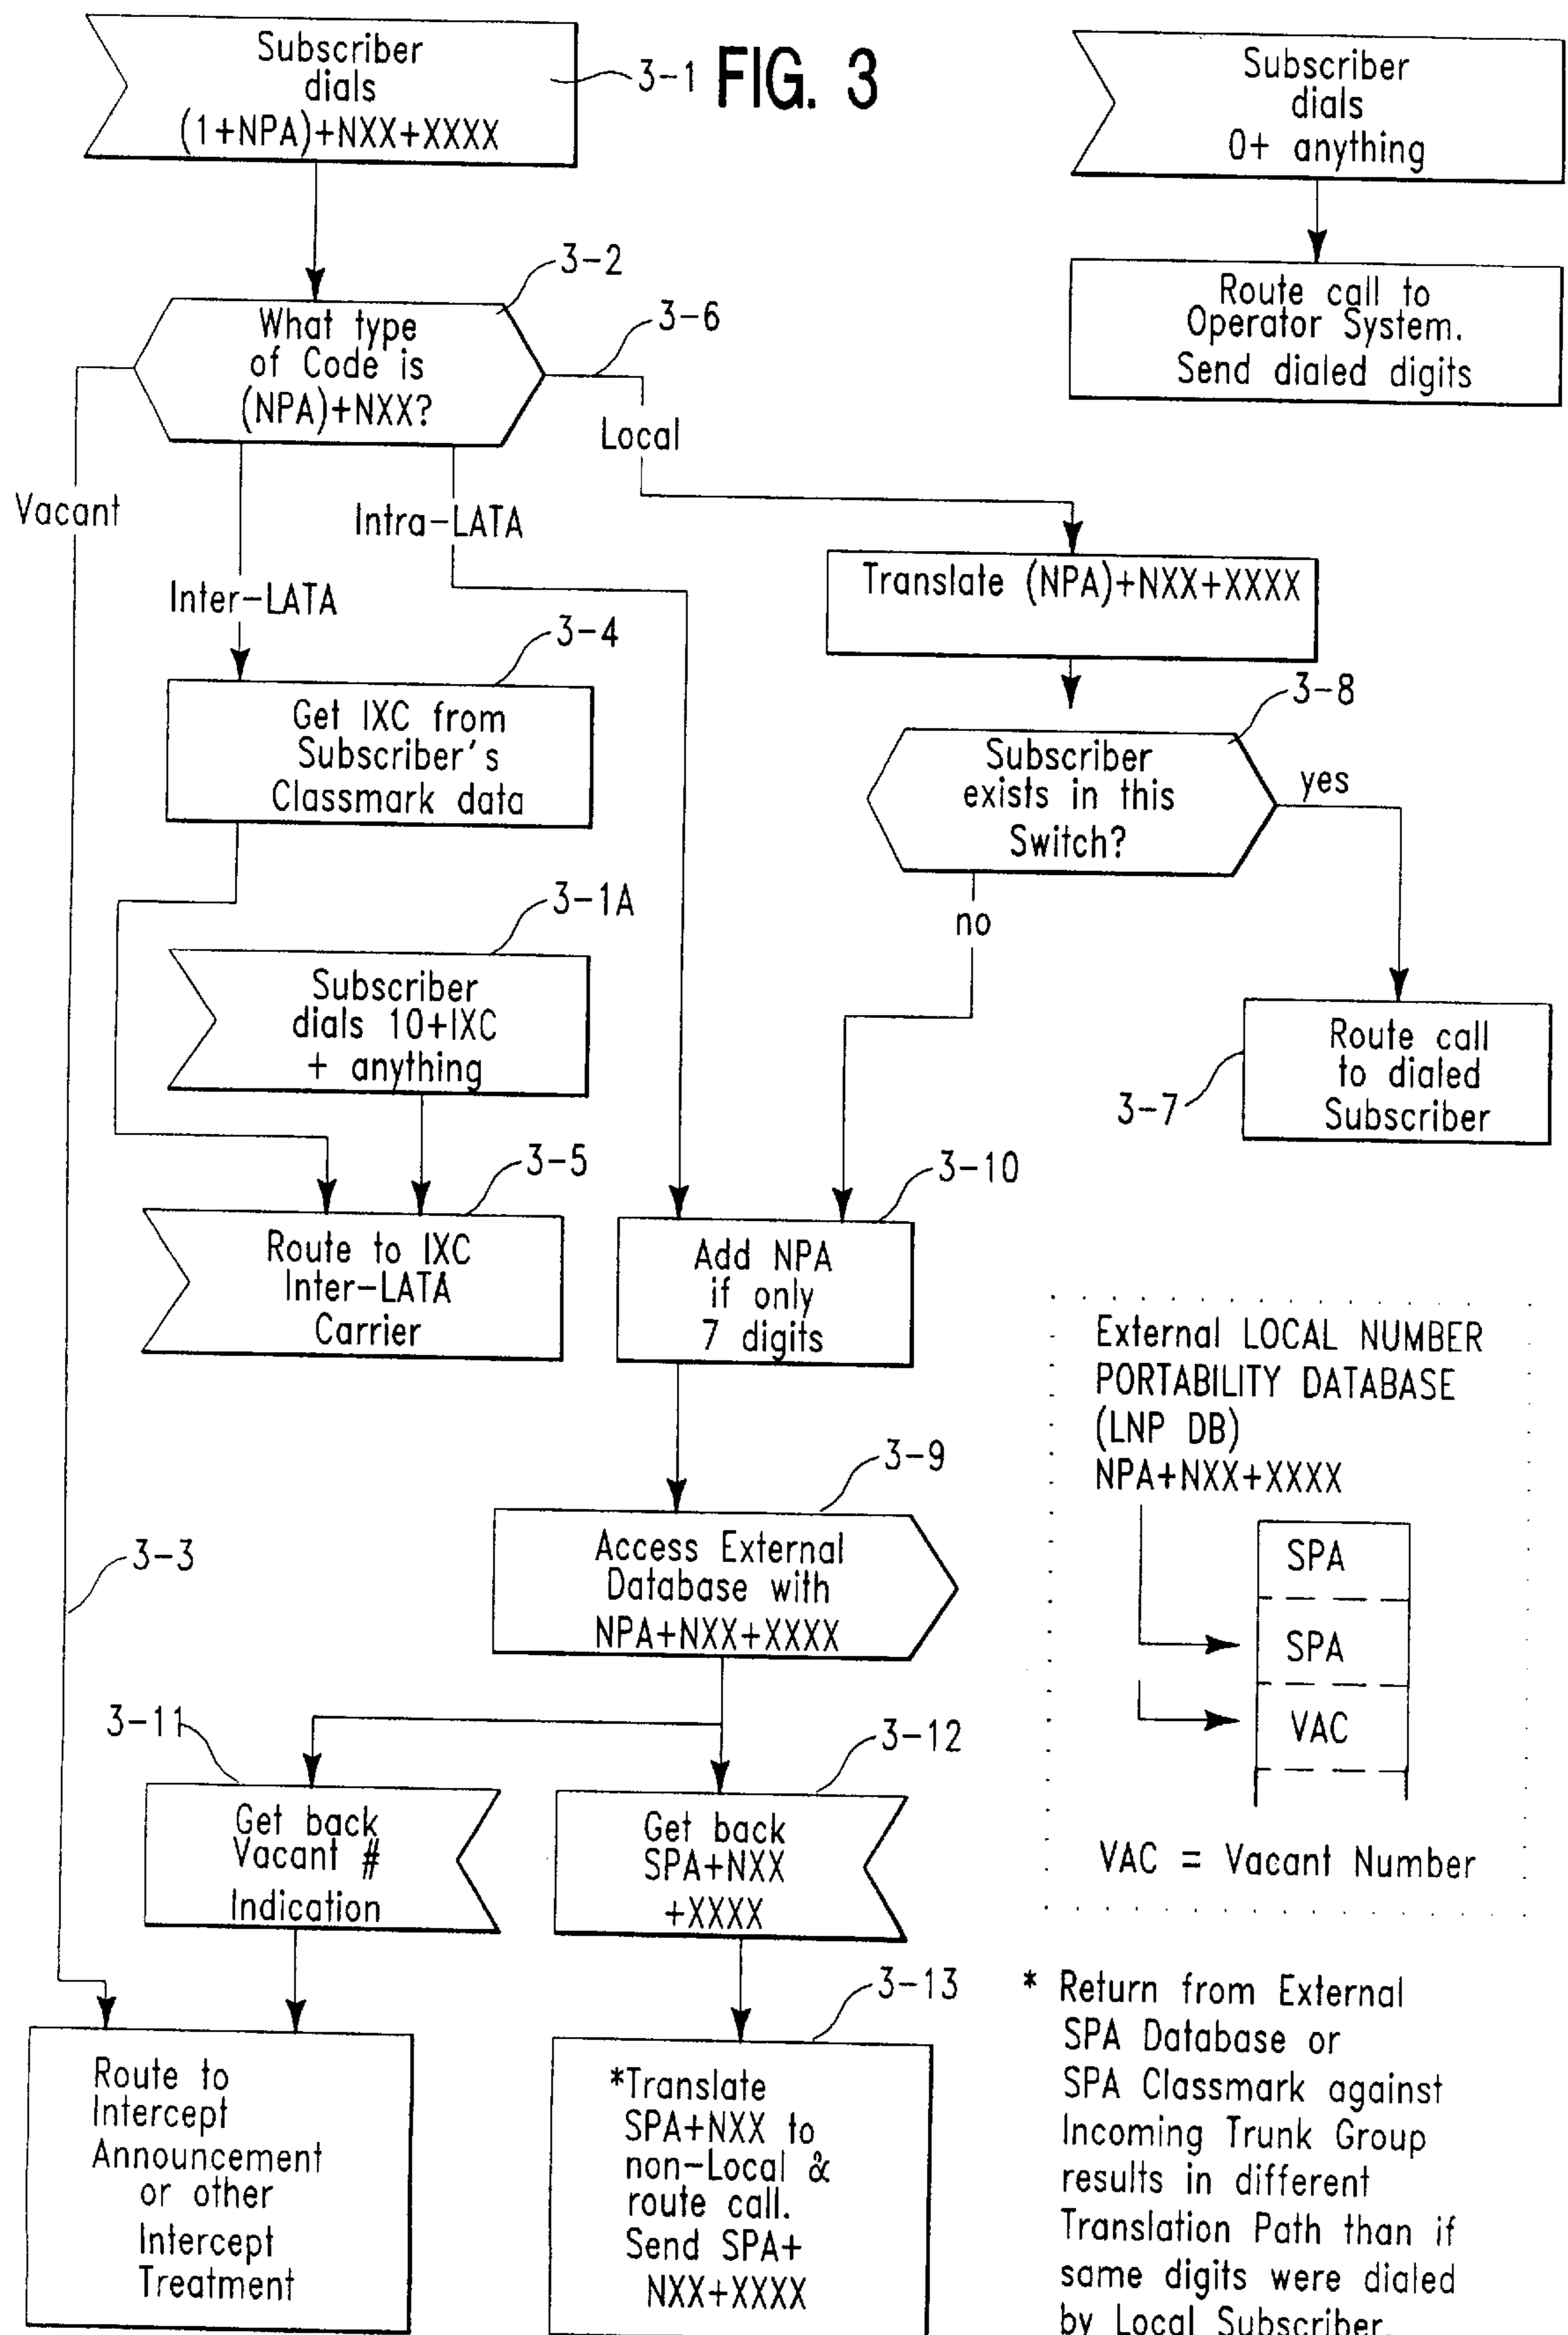 FIG. 3
Subscriber
dials
(1+NPA)+NXX+XXXX
3-1
Subscriber
dials
0+ anything
Route call to
Operator System.
Send dialed digits
3-2
What type
of Code is
(NPA)+NXX?
3-6
Local
Vacant
Intra-LATA
Inter-LATA
Translate (NPA)+NXX+XXXX
3-4
Get IXC from
Subscriber's
Classmark data
3-8
Subscriber
exists in this
Switch?
yes
no
3-1A
Subscriber
dials 10+IXC
+ anything
3-7
Route call
to dialed
Subscriber
3-5
Route to IXC
Inter-LATA
Carrier
3-10
Add NPA
if only
7 digits
External LOCAL NUMBER
PORTABILITY DATABASE
(LNP DB)
NPA+NXX+XXXX
SPA
SPA
VAC
VAC = Vacant Number
3-9
Access External
Database with
NPA+NXX+XXXX
3-3
3-11
Get back
Vacant #
Indication
3-12
Get back
SPA+NXX
+XXXX
Route to
Intercept
Announcement
or other
Intercept
Treatment
3-13
*Translate
SPA+NXX to
non-Local &
route call.
Send SPA+
NXX+XXXX
* Return from External
SPA Database or
SPA Classmark against
Incoming Trunk Group
results in different
Translation Path than if
same digits were dialed
by Local Subscriber.